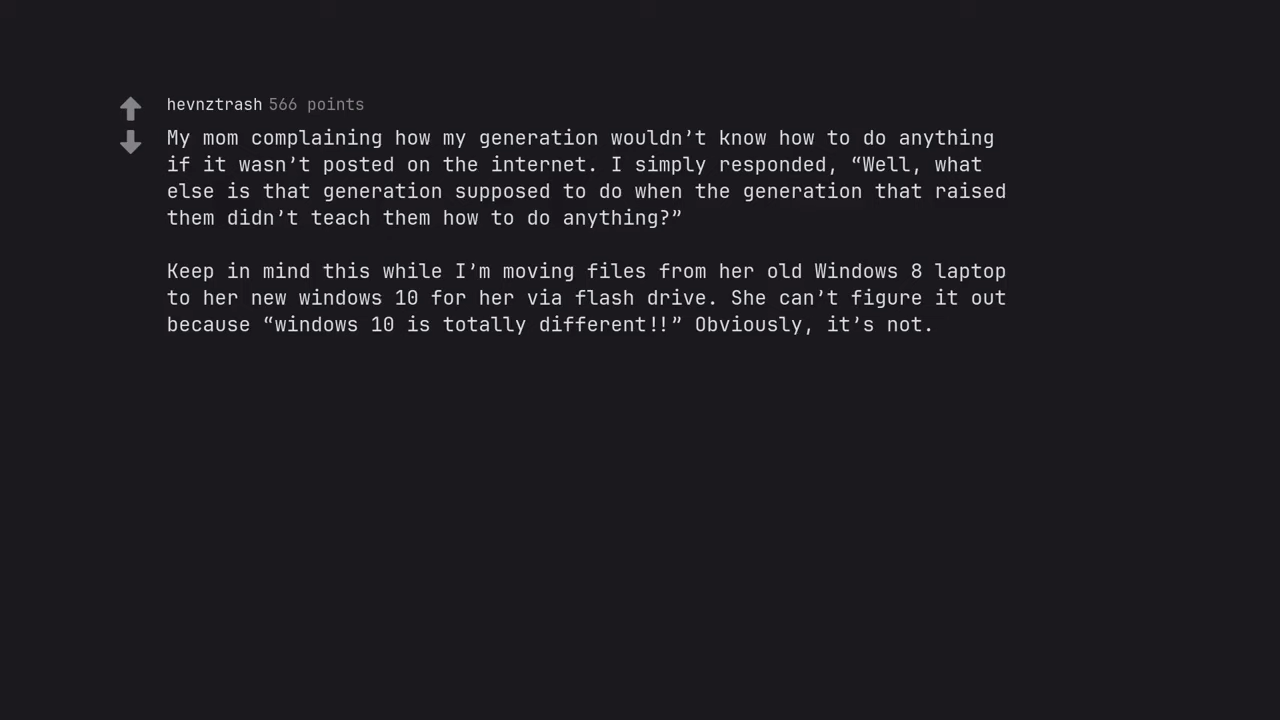 hevnztrash 566 points
My mom complaining how my generation wouldn’t know how to do anything
if it wasn’t posted on the internet. I simply responded, “Well, what
else is that generation supposed to do when the generation that raised
them didn’t teach them how to do anything?”
Keep in mind this while I’m moving files from her old Windows 8 laptop
to her new windows 10 for her via flash drive. She can’t figure it out
because “windows 10 is totally different!!” Obviously, it’s not.